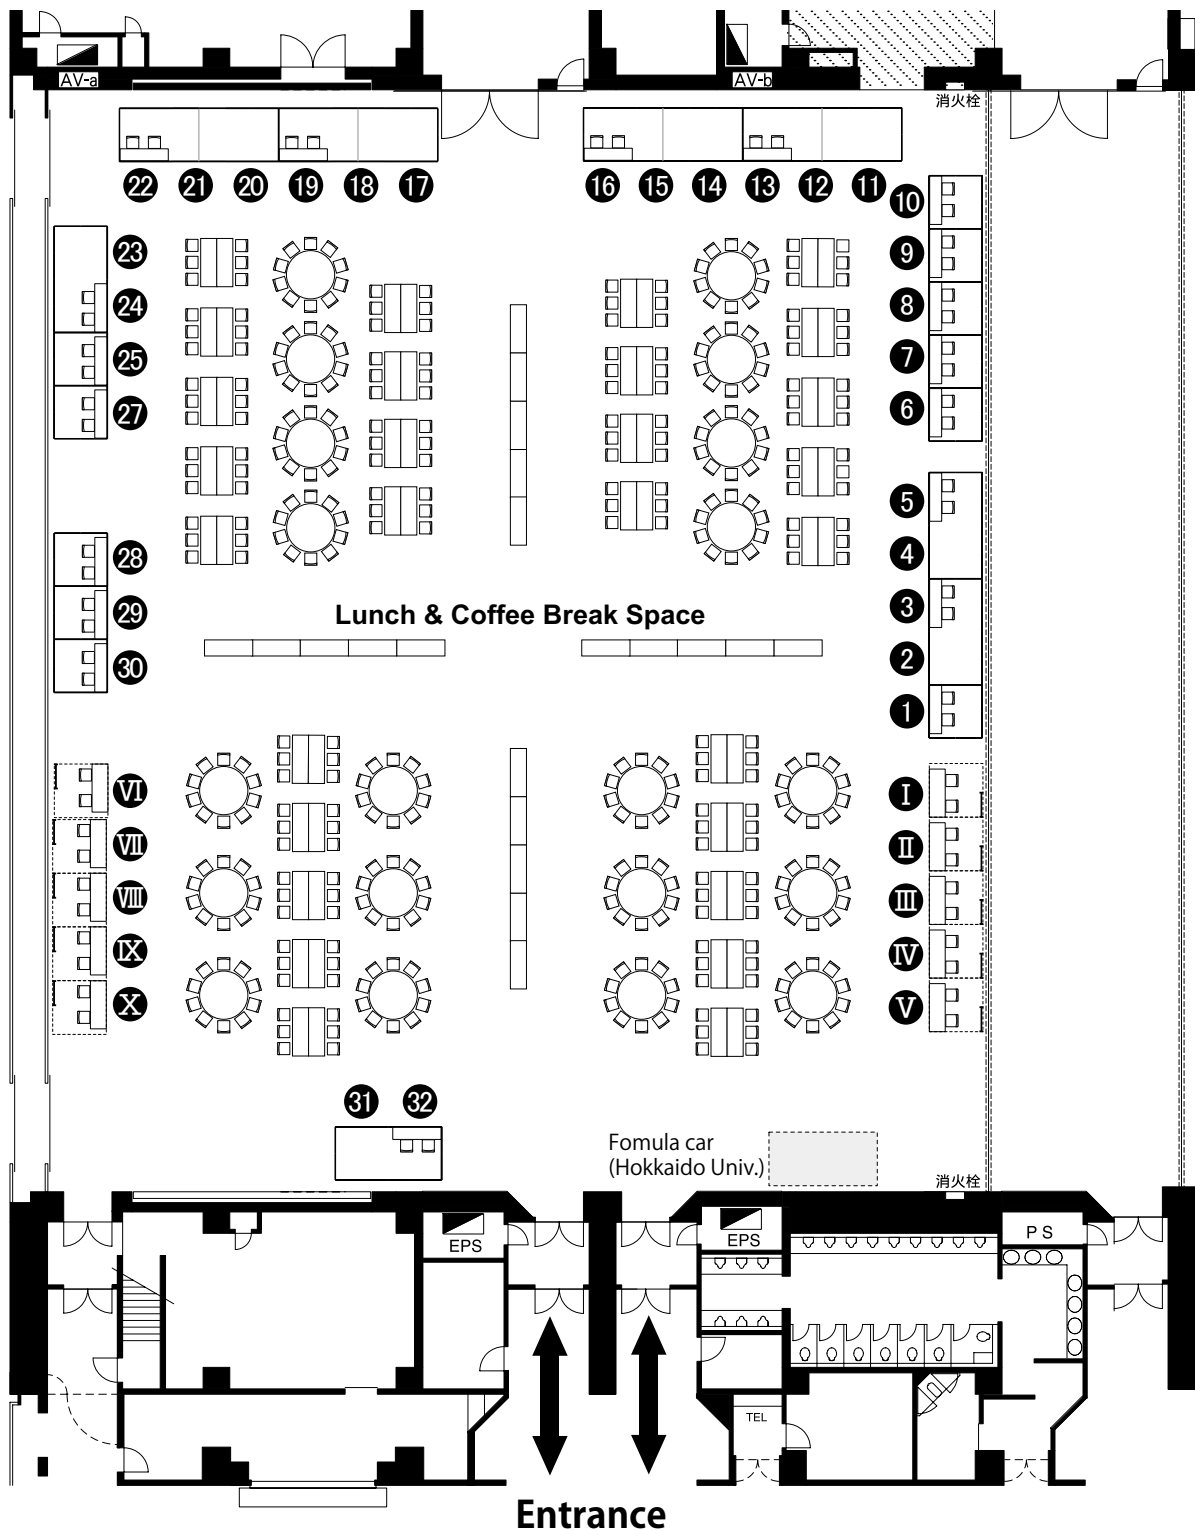 AV-a
AV-b
消火栓
22 21 20 19 18 17
16 15 14 13 12 11
10
23
9
24
8
25
7
27
6
5
28
4
29
3
Lunch & Coffee Break Space
30
2
1
VI
I
VII
II
VIII
III
IX
IV
X
V
31 32
Fomula car
(Hokkaido Univ.)
消火栓
EPS
EPS
P S
TEL
Entrance